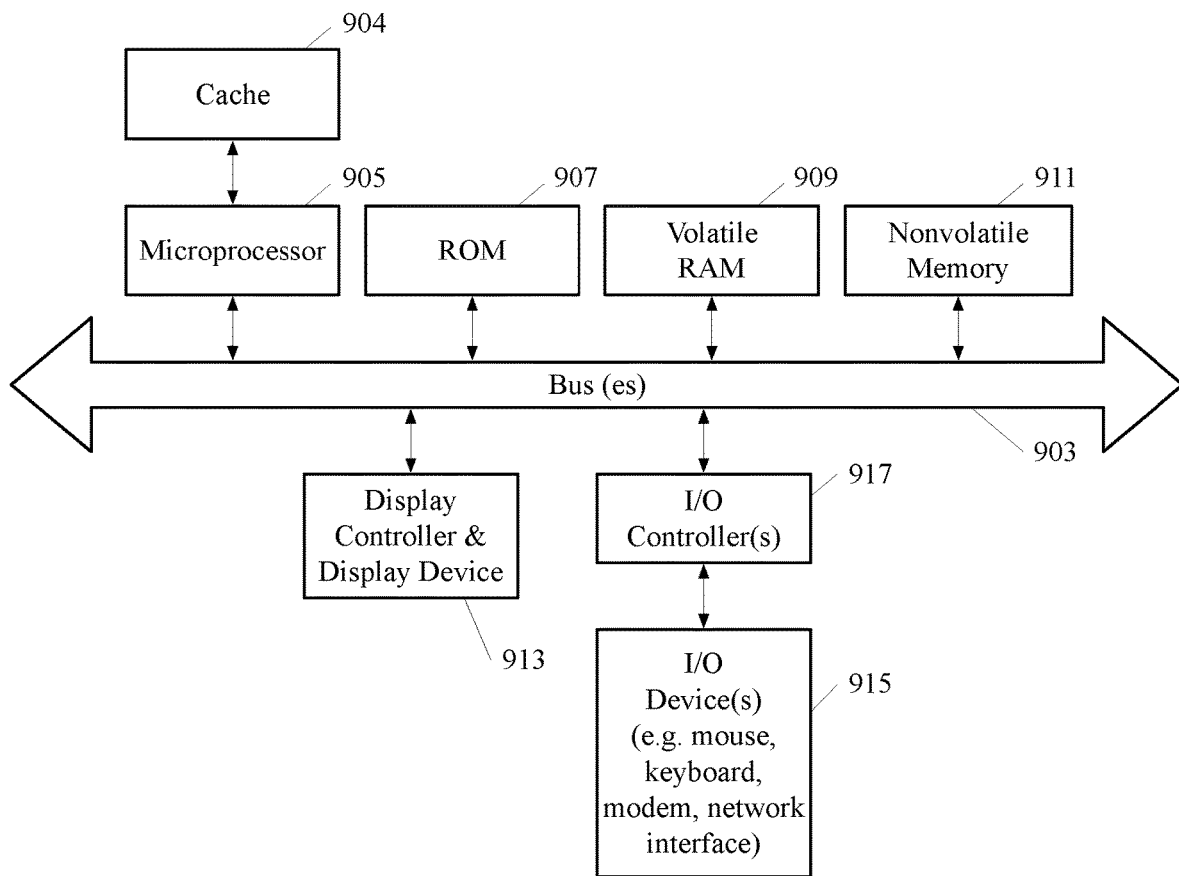 904
Cache
905
907
909
911
Microprocessor
ROM
Volatile
RAM
Nonvolatile
Memory
Bus (es)
903
917
Display
Controller &
Display Device
I/O
Controller(s)
913
915
I/O
Device(s)
(e.g. mouse,
keyboard,
modem, network
interface)